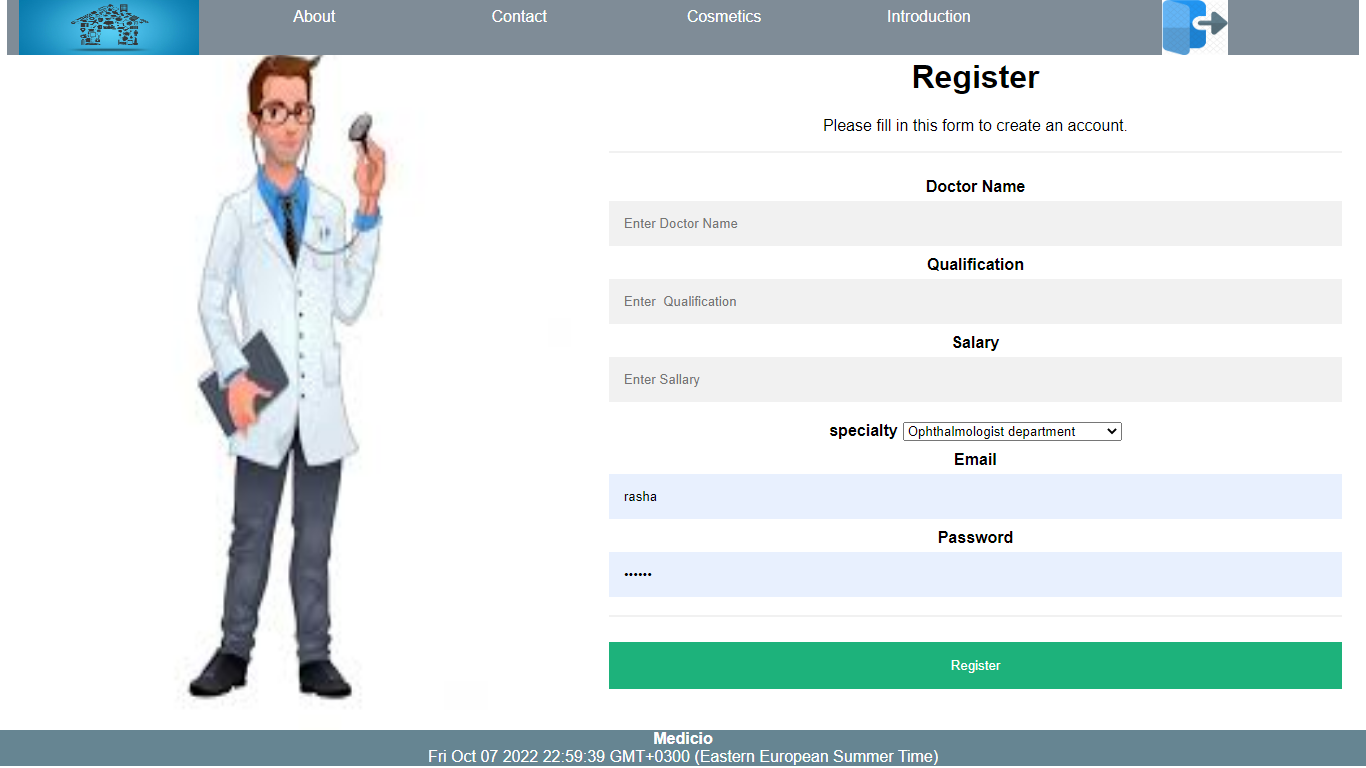 About Contact Cosmetics Introduction
Register
Please fill in this form to create an account.
Doctor Name
Enter Doctor Name
Qualification
Enter  Qualification
Salary
Enter Sallary
specialty Ophthalmologist department
Email
rasha
Password
••••••
Register
Medicio
Fri Oct 07 2022 22:59:39 GMT+0300 (Eastern European Summer Time)